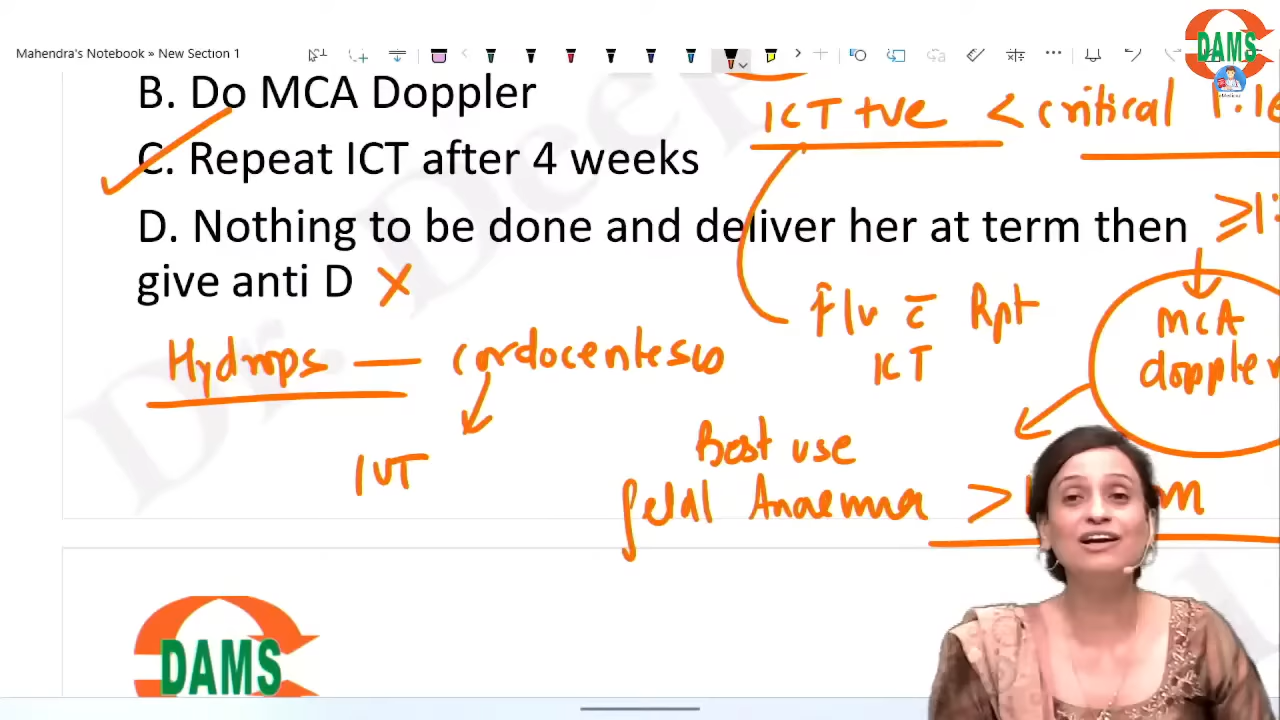 Mahendra's Notebook » New Section 1
DAMS
B. Do MCA Doppler
ICT +ve < critical
C. Repeat ICT after 4 weeks
D. Nothing to be done and deliver her at term then
give anti D
≥1:
F/u c̄ Rpt
ICT
MCA
doppler
Hydrops — cordocentesis
IUT
Best use
fetal Anaemia >
DAMS